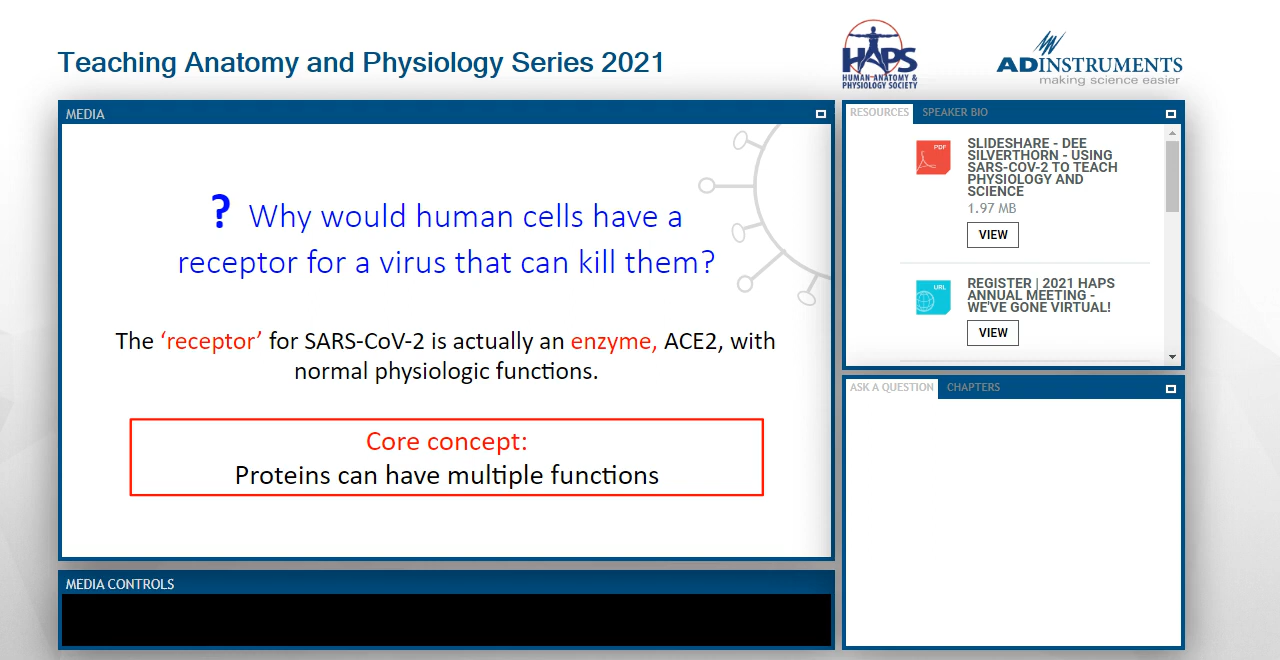 Teaching Anatomy and Physiology Series 2021
HAPS
HUMAN ANATOMY &
PHYSIOLOGY SOCIETY
ADINSTRUMENTS
making science easier
MEDIA
? Why would human cells have a
receptor for a virus that can kill them?
The ‘receptor’ for SARS-CoV-2 is actually an enzyme, ACE2, with
normal physiologic functions.
Core concept:
Proteins can have multiple functions
MEDIA CONTROLS
RESOURCES SPEAKER BIO
PDF
SLIDESHARE - DEE
SILVERTHORN - USING
SARS-COV-2 TO TEACH
PHYSIOLOGY AND
SCIENCE
1.97 MB
VIEW
URL
REGISTER | 2021 HAPS
ANNUAL MEETING -
WE'VE GONE VIRTUAL!
VIEW
ASK A QUESTION CHAPTERS